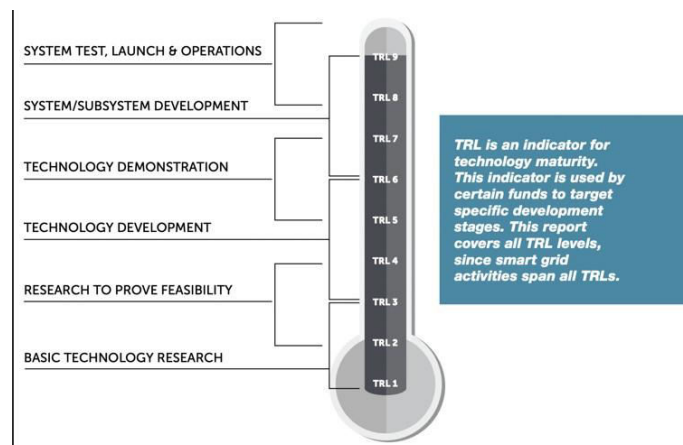 SYSTEM TEST, LAUNCH & OPERATIONS
SYSTEM/SUBSYSTEM DEVELOPMENT
TECHNOLOGY DEMONSTRATION
TECHNOLOGY DEVELOPMENT
RESEARCH TO PROVE FEASIBILITY
BASIC TECHNOLOGY RESEARCH
TRL 9
TRL 8
TRL 7
TRL 6
TRL 5
TRL 4
TRL 3
TRL 2
TRL 1
TRL is an indicator for
technology maturity.
This indicator is used by
certain funds to target
specific development
stages. This report
covers all TRL levels,
since smart grid
activities span all TRLs.